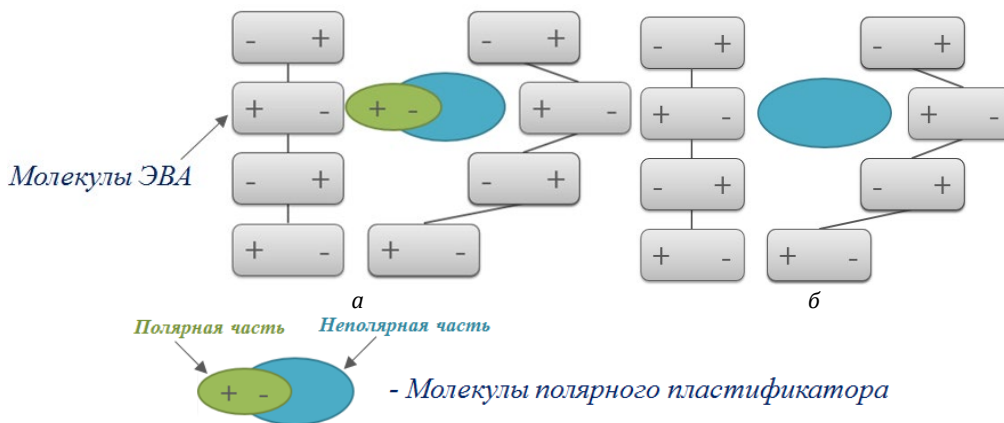 - + - + - + - +
+ - + - + - + - + -
Молекулы ЭВА
- + - + - + - +
+ - + - + - + -
а б
Полярная часть Неполярная часть
+ - - Молекулы полярного пластификатора